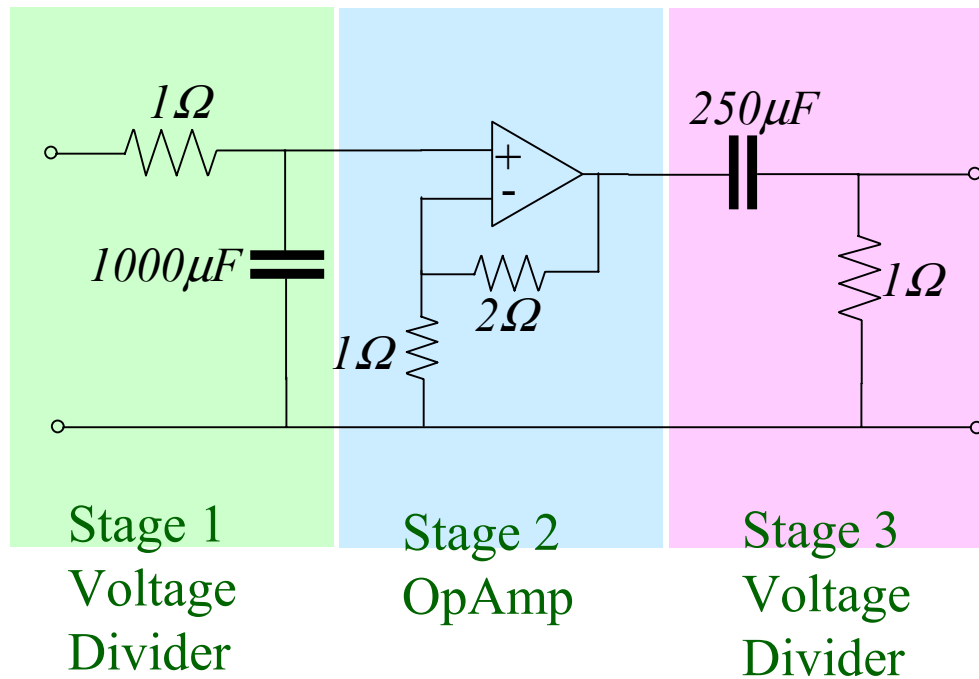 1Ω
250μF
+
-
1000μF
2Ω
1Ω
1Ω
Stage 1
Voltage
Divider
Stage 2
OpAmp
Stage 3
Voltage
Divider